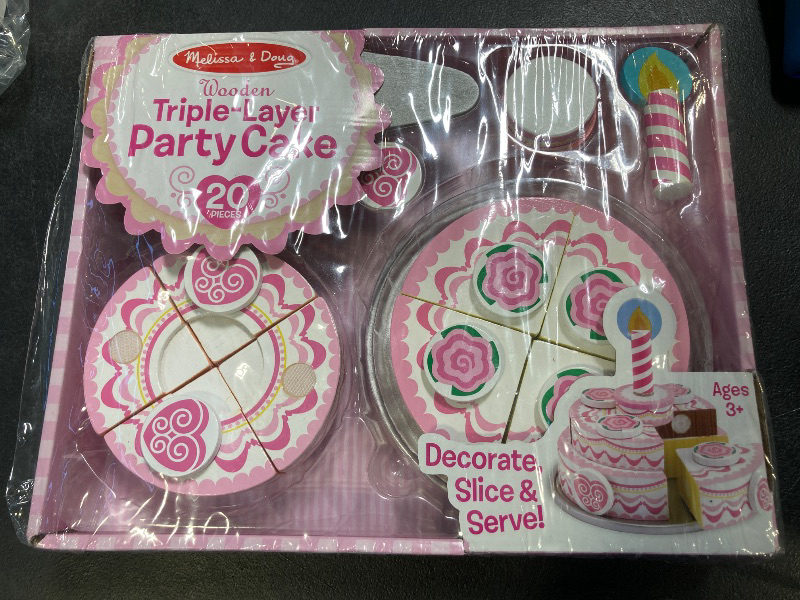 Melissa & Doug
Wooden
Triple-Layer
Party Cake
20
PIECES
Ages
3+
Decorate,
Slice &
Serve!